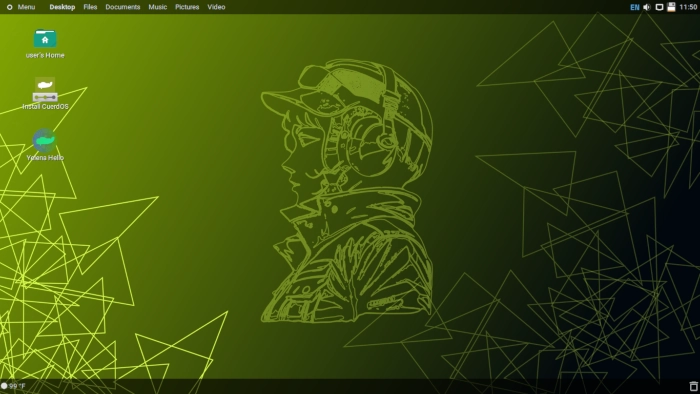 Menu Desktop Files Documents Music Pictures Video EN 11:50
user's Home
Install CuerdOS
Yelena Hello
99 °F